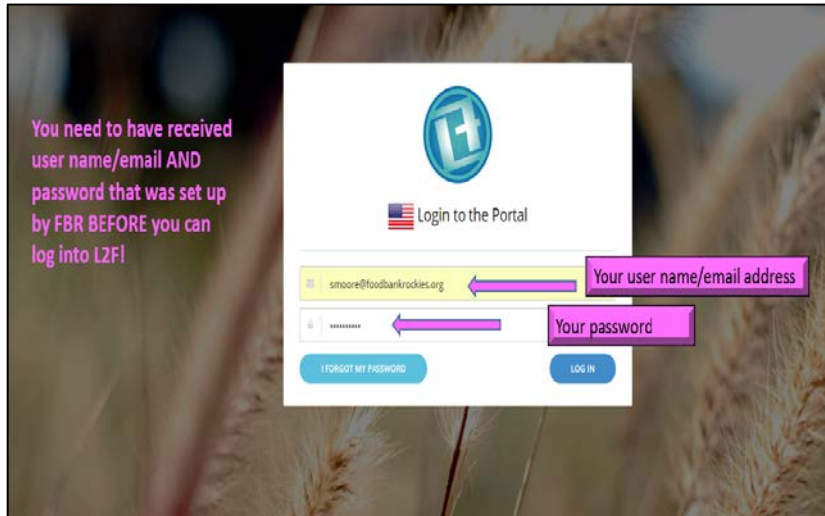 You need to have received
user name/email AND
password that was set up
by FBR BEFORE you can
log into L2F!
Login to the Portal
smoore@foodbankrockies.org
Your user name/email address
Your password
I FORGOT MY PASSWORD
LOG IN